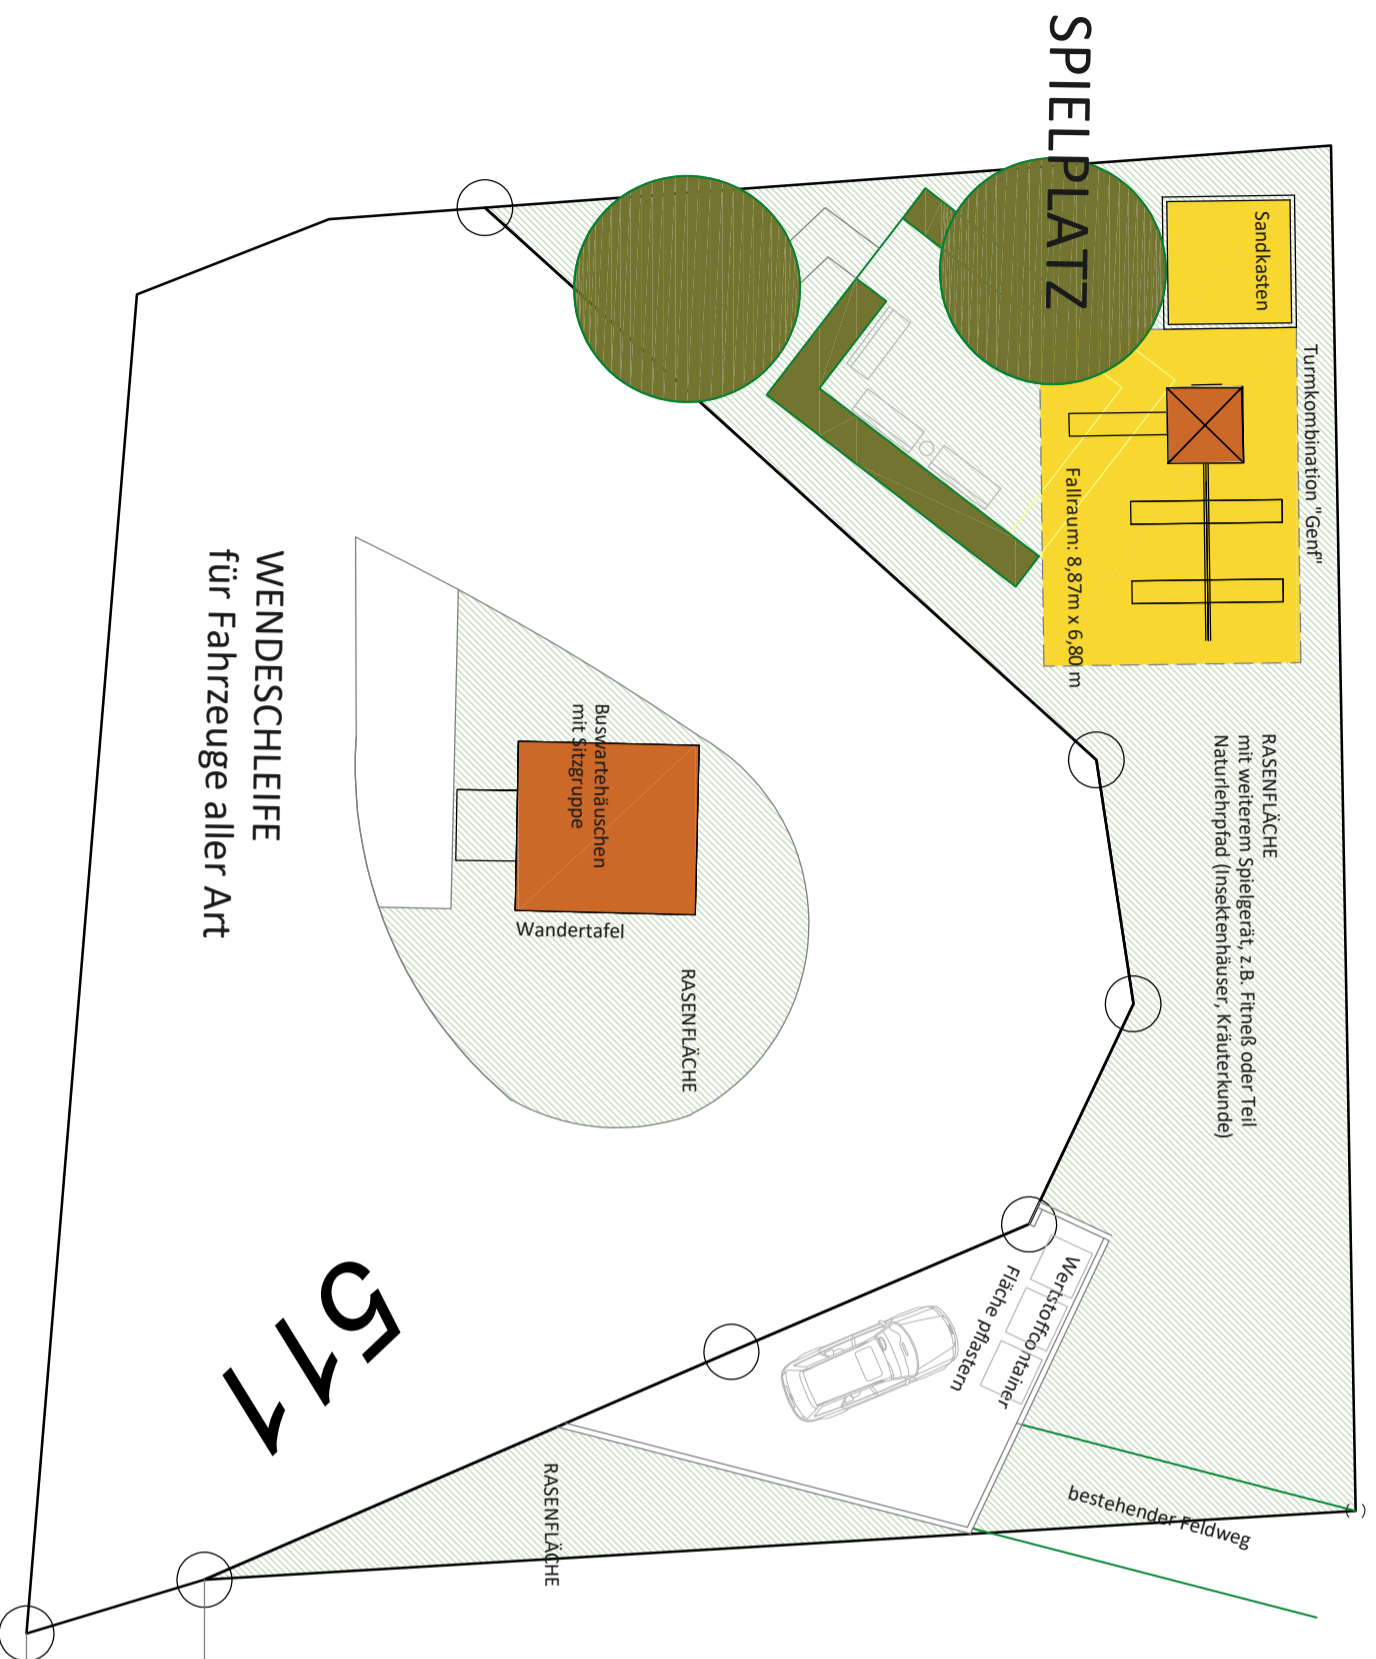 SPIELPLATZ
Sandkasten
Turmkombination "Genf"
Fallraum: 8,87m x 6,80 m
RASENFLÄCHE
mit weiterem Spielgerät, z.B. Fitneß oder Teil
Naturlehrpfad (Insektenhäuser, Kräuterkunde)
WENDESCHLEIFE
für Fahrzeuge aller Art
Buswartehäuschen
mit Sitzgruppe
Wandertafel
RASENFLÄCHE
Wertstoffcontainer
Fläche pflastern
511
RASENFLÄCHE
bestehender Feldweg
( )